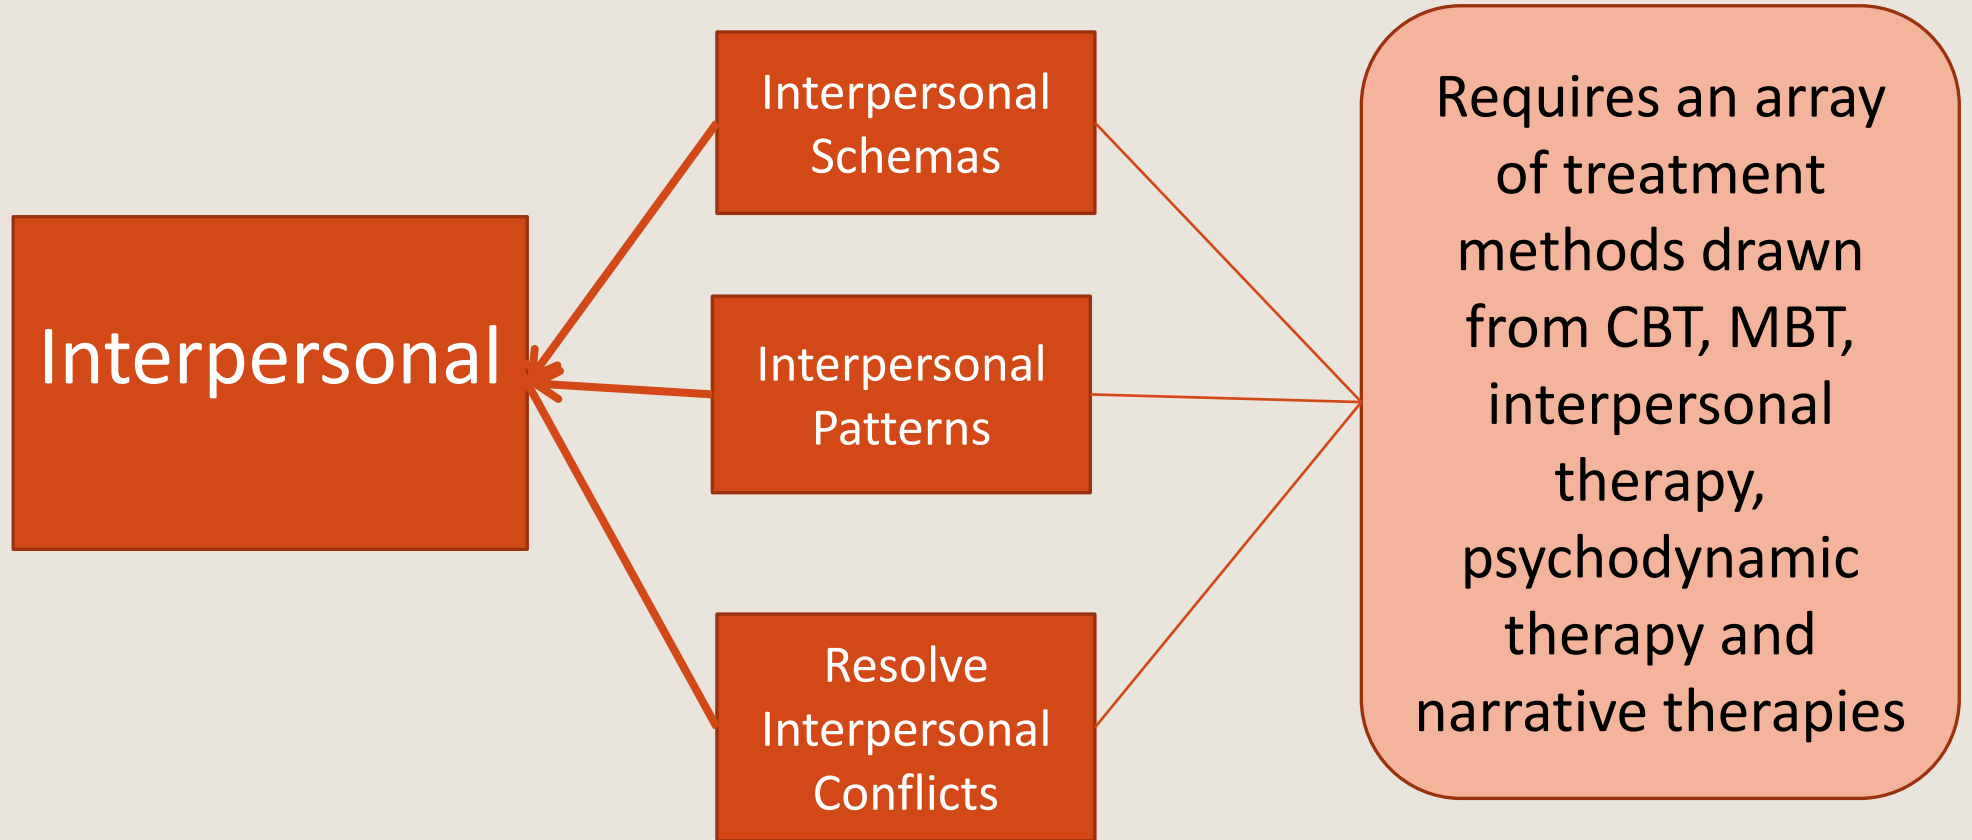 Interpersonal
Interpersonal
Schemas
Interpersonal
Patterns
Resolve
Interpersonal
Conflicts
Requires an array
of treatment
methods drawn
from CBT, MBT,
interpersonal
therapy,
psychodynamic
therapy and
narrative therapies